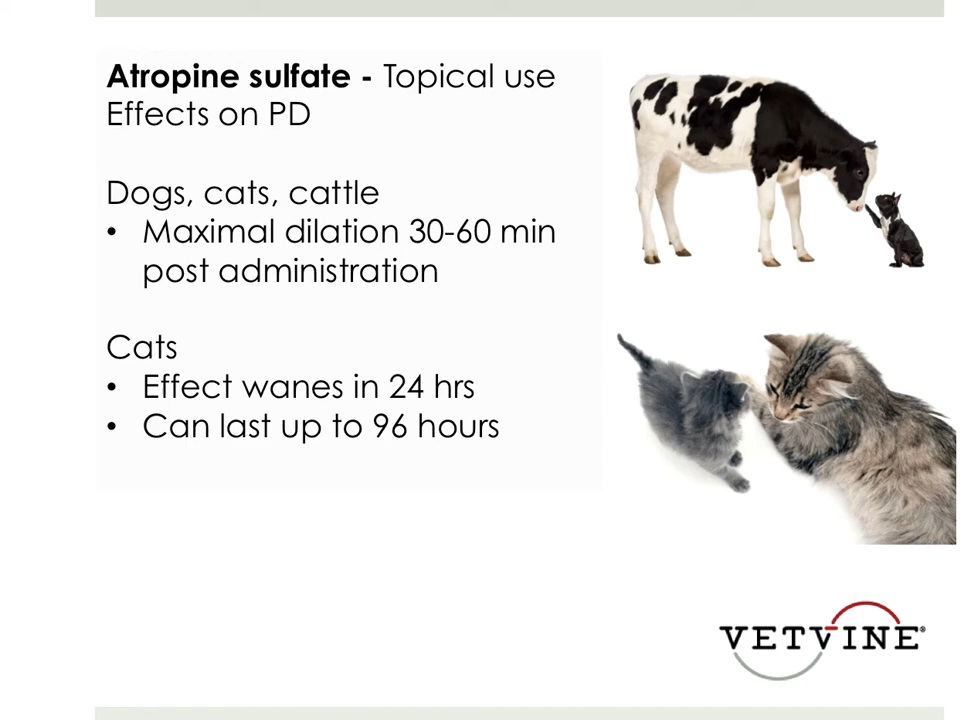 Atropine sulfate - Topical use
Effects on PD
Dogs, cats, cattle
• Maximal dilation 30-60 min
post administration
Cats
• Effect wanes in 24 hrs
• Can last up to 96 hours
VETVINE®